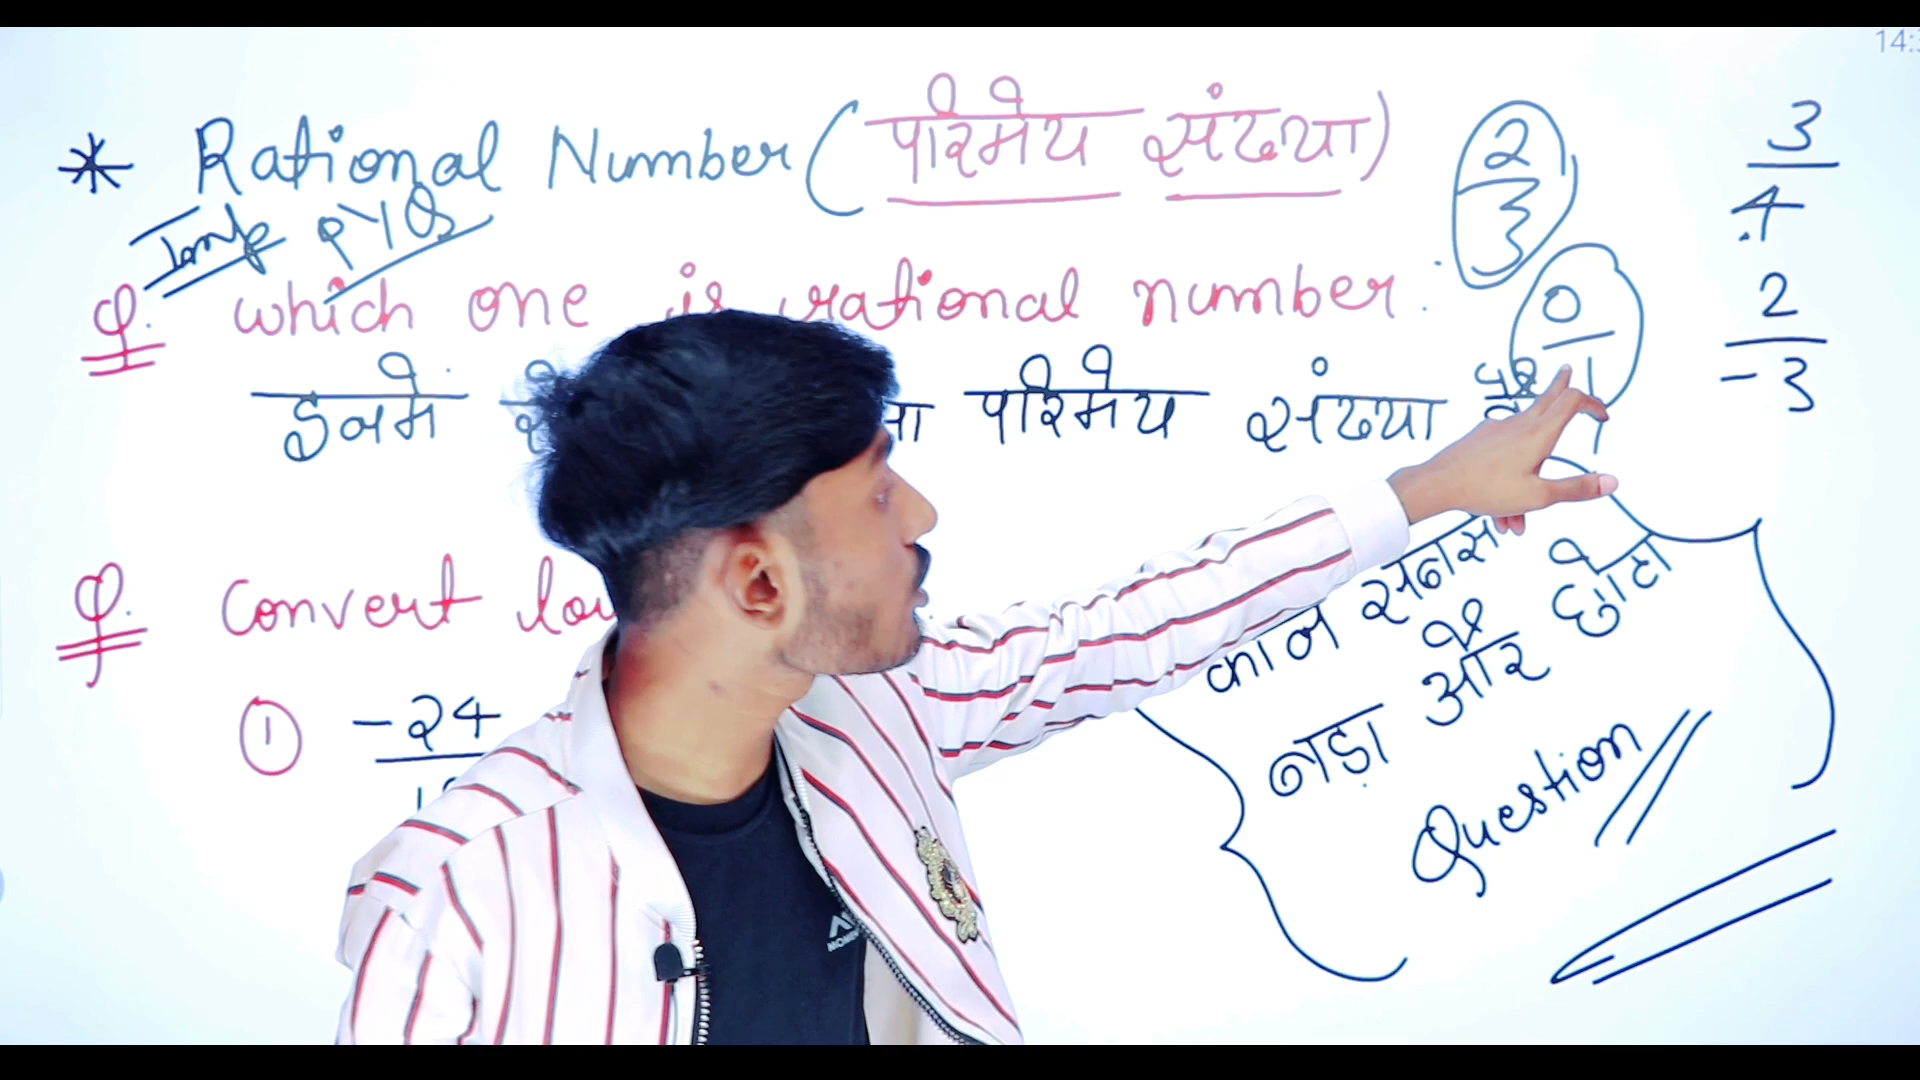 * Rational Number (परिमेय संख्या)
Imp PYQs
Q. which one is rational number.
इनमें परिमेय संख्या
Q. Convert
① -24
2/3
0/1
3/4
2/-3
कौन सबसे
बड़ा और छोटा
Question
14: